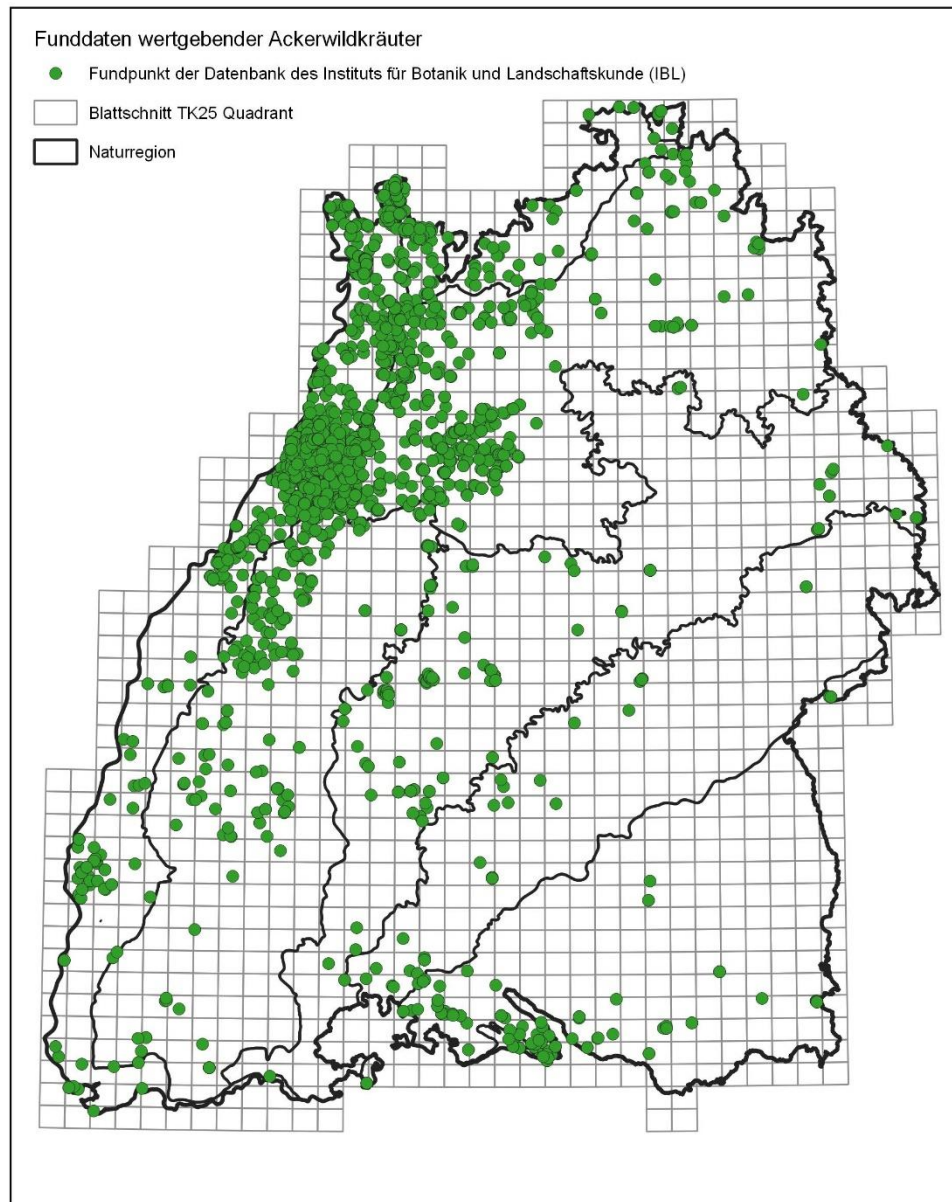 Funddaten wertgebender Ackerwildkräuter
Fundpunkt der Datenbank des Instituts für Botanik und Landschaftskunde (IBL)
Blattschnitt TK25 Quadrant
Naturregion